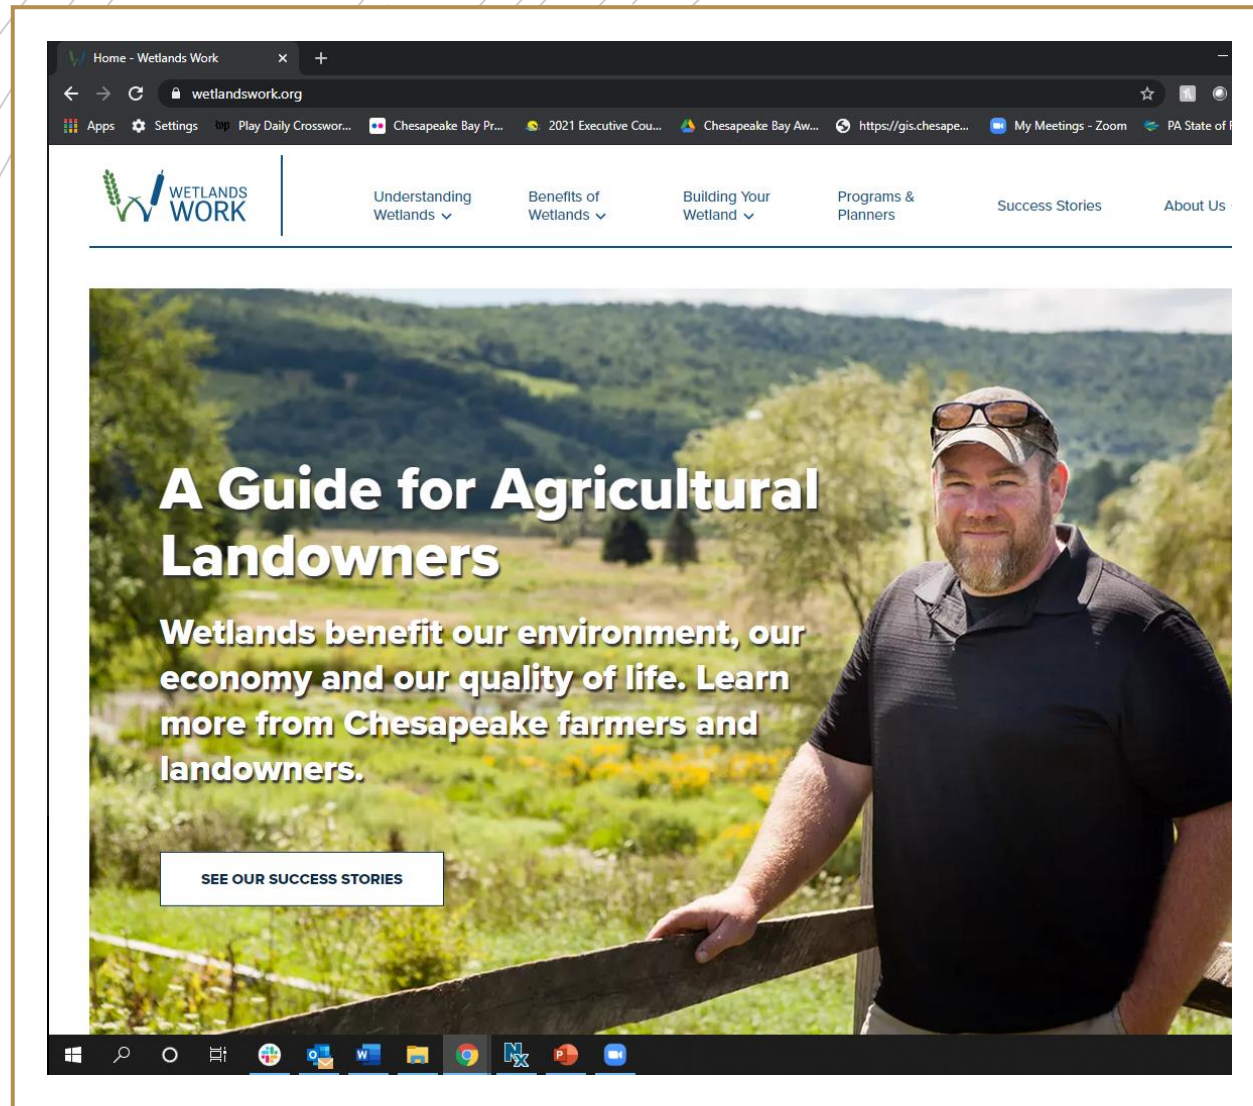 Home - Wetlands Work
wetlandswork.org
Apps Settings Play Daily Crosswor... Chesapeake Bay Pr... 2021 Executive Cou... Chesapeake Bay Aw... https://gis.chesape... My Meetings - Zoom PA State of
WETLANDS
WORK
Understanding
Wetlands
Benefits of
Wetlands
Building Your
Wetland
Programs &
Planners
Success Stories
About Us
A Guide for Agricultural
Landowners
Wetlands benefit our environment, our
economy and our quality of life. Learn
more from Chesapeake farmers and
landowners.
SEE OUR SUCCESS STORIES